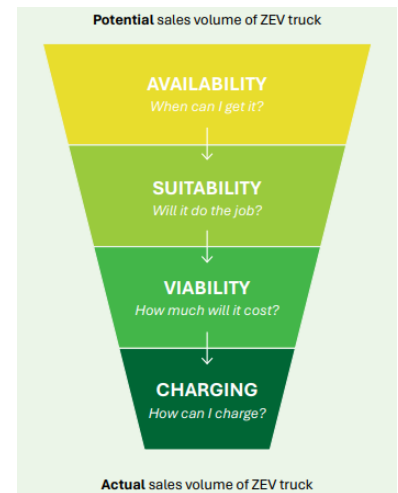 Potential sales volume of ZEV truck
AVAILABILITY
When can I get it?
SUITABILITY
Will it do the job?
VIABILITY
How much will it cost?
CHARGING
How can I charge?
Actual sales volume of ZEV truck